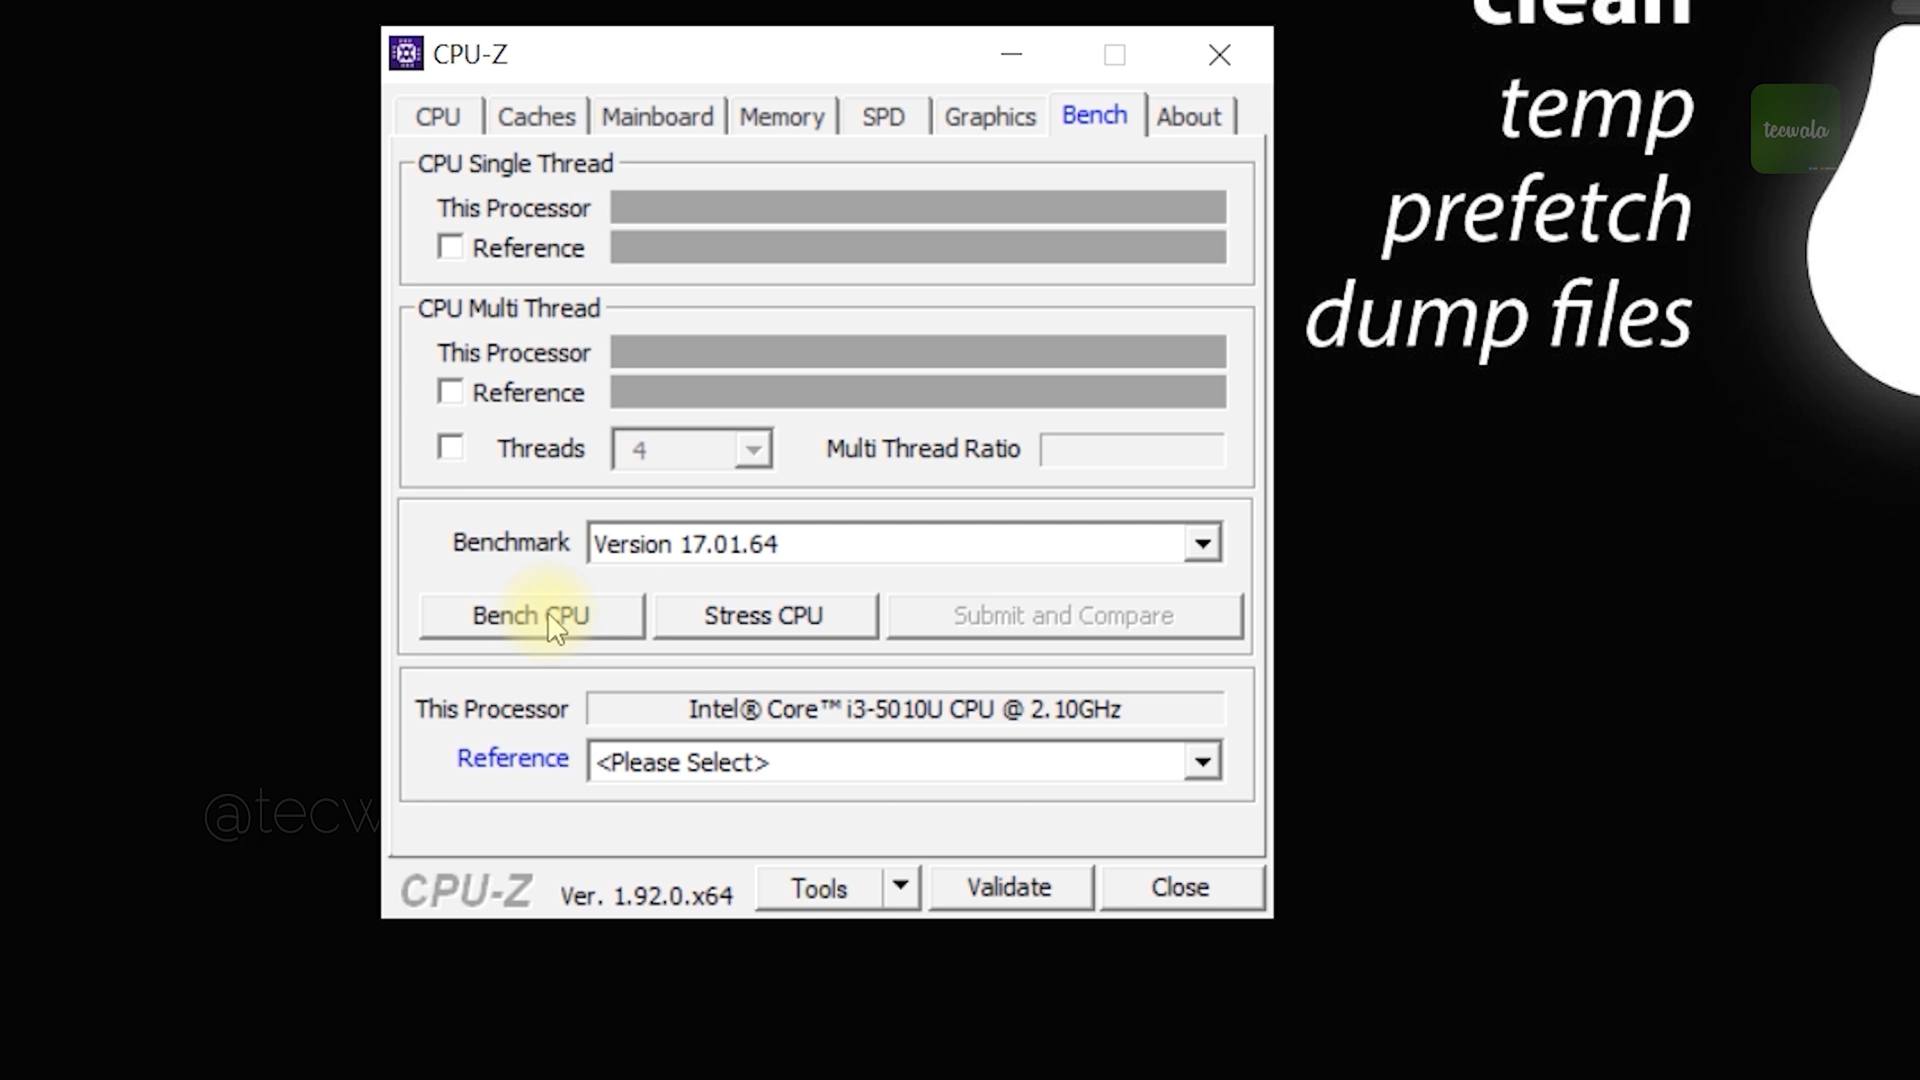 clean
temp
prefetch
dump files
tecwala
CPU-Z
CPU Caches Mainboard Memory SPD Graphics Bench About
CPU Single Thread
This Processor
Reference
CPU Multi Thread
This Processor
Reference
Threads 4 Multi Thread Ratio
Benchmark Version 17.01.64
Bench CPU Stress CPU Submit and Compare
This Processor Intel® Core™ i3-5010U CPU @ 2.10GHz
Reference <Please Select>
@tecw
CPU-Z Ver. 1.92.0.x64 Tools Validate Close